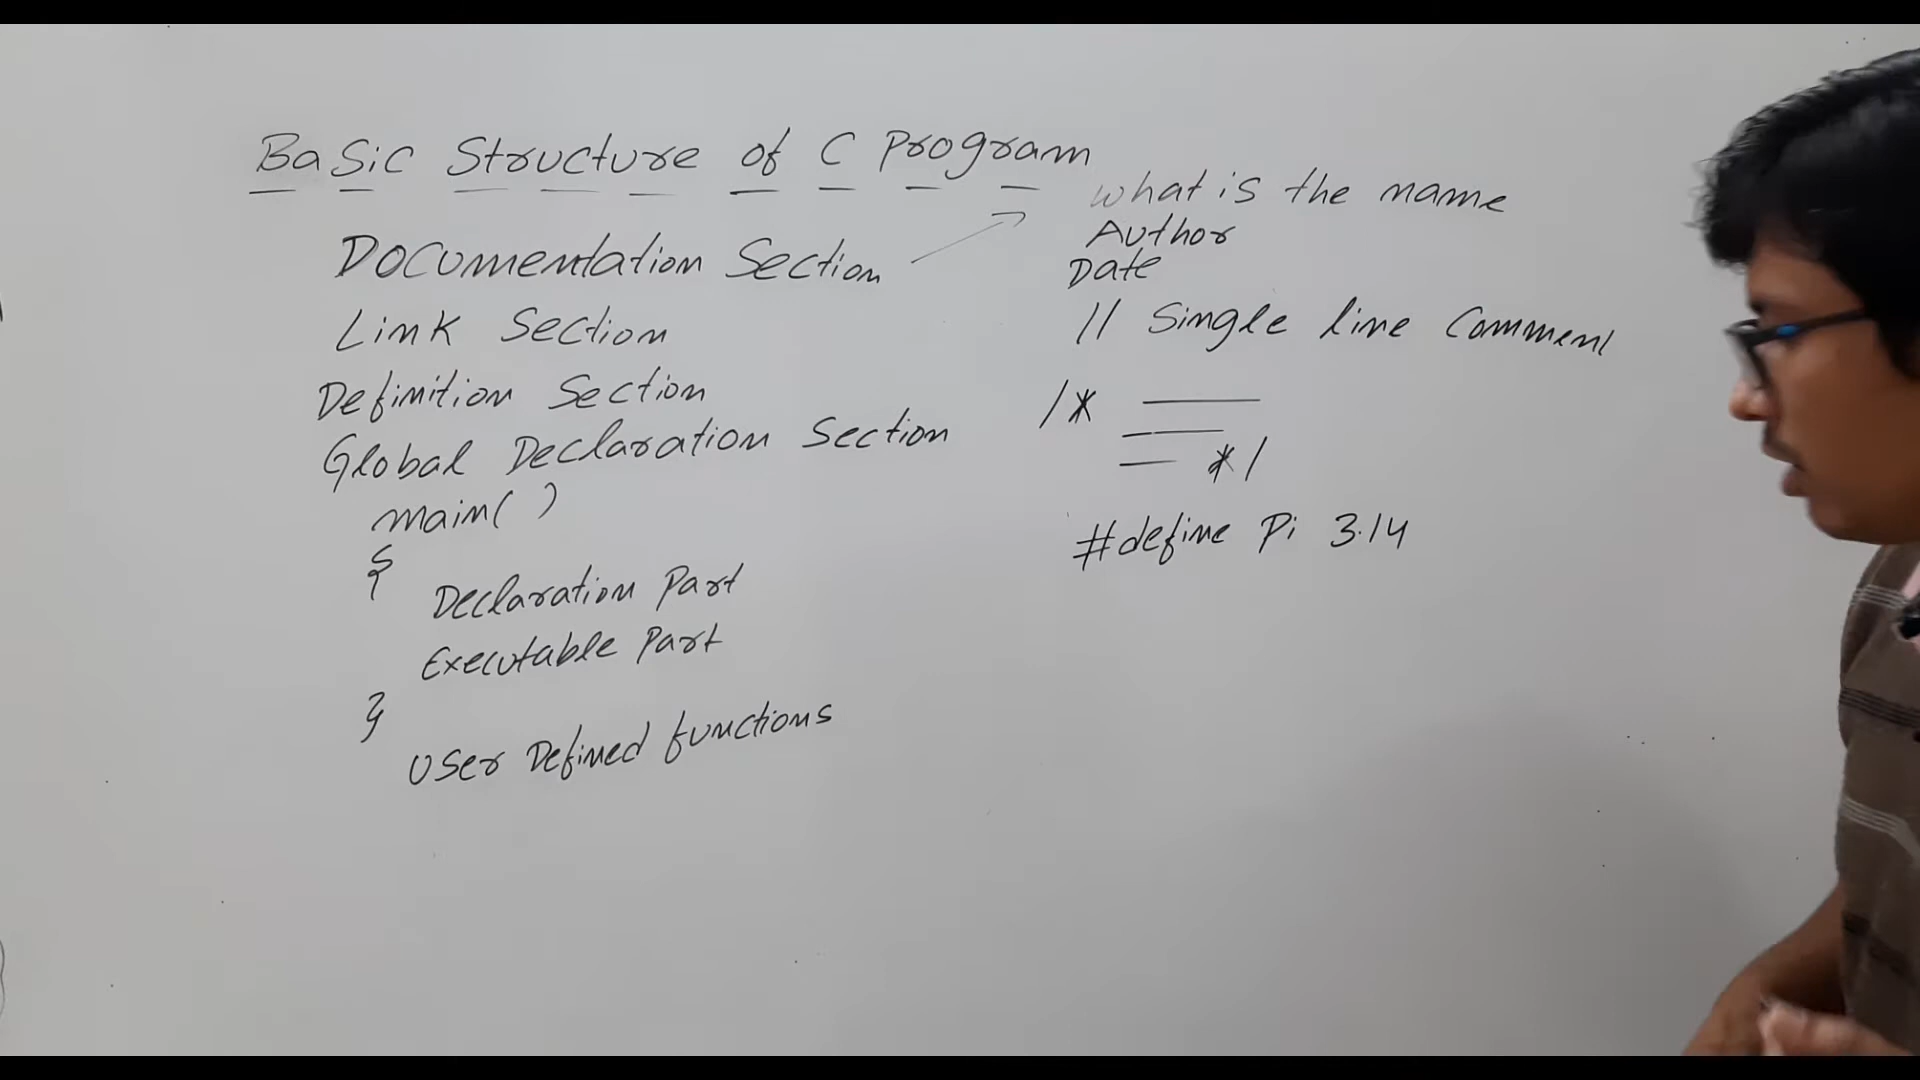 Basic Structure of C Program
Documentation Section
Link Section
Definition Section
Global Declaration Section
main( )
{
Declaration Part
Executable Part
}
User Defined functions
what is the name
Author
Date
// Single line Comment
/*
*/
#define Pi 3.14